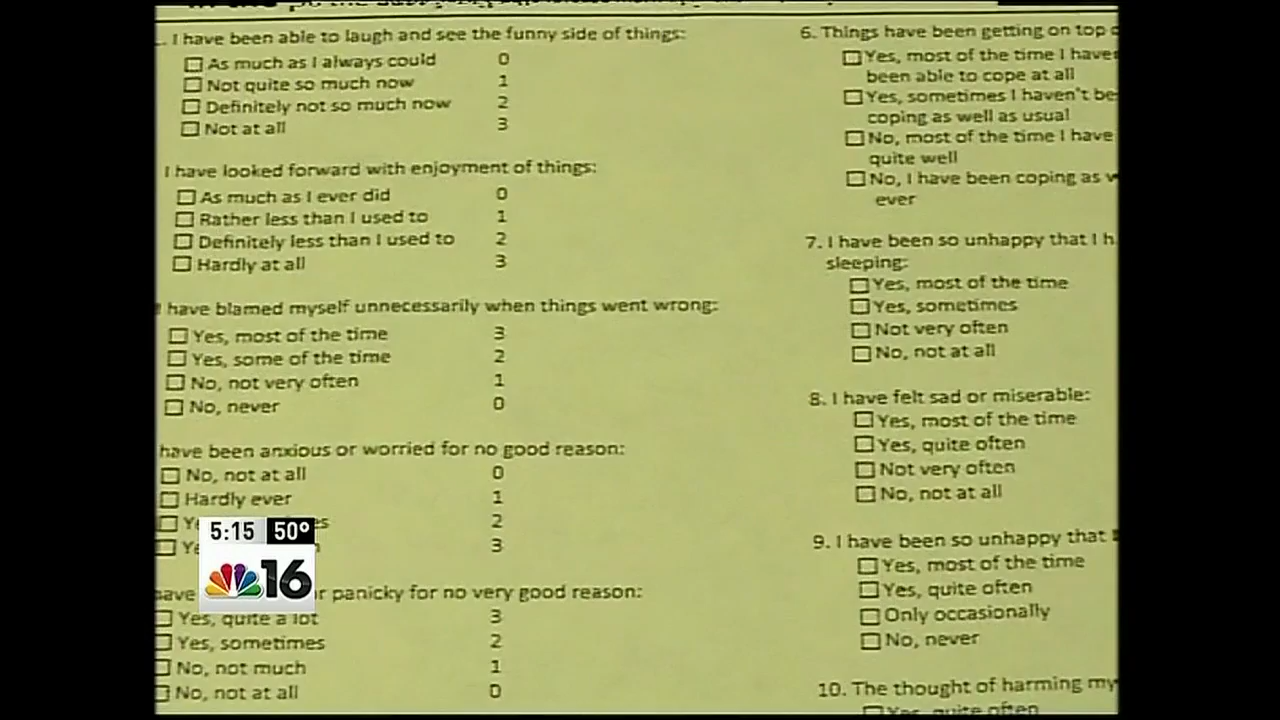 I have been able to laugh and see the funny side of things:
As much as I always could 0
Not quite so much now 1
Definitely not so much now 2
Not at all 3
I have looked forward with enjoyment of things:
As much as I ever did 0
Rather less than I used to 1
Definitely less than I used to 2
Hardly at all 3
have blamed myself unnecessarily when things went wrong:
Yes, most of the time 3
Yes, some of the time 2
No, not very often 1
No, never 0
have been anxious or worried for no good reason:
No, not at all 0
Hardly ever 1
2
3
panicky for no very good reason:
Yes, quite a lot 3
Yes, sometimes 2
No, not much 1
No, not at all 0
6. Things have been getting on top
Yes, most of the time I have
been able to cope at all
Yes, sometimes I haven't
coping as well as usual
No, most of the time I have
quite well
No, I have been coping as
ever
7. I have been so unhappy that I
sleeping:
Yes, most of the time
Yes, sometimes
Not very often
No, not at all
8. I have felt sad or miserable:
Yes, most of the time
Yes, quite often
Not very often
No, not at all
9. I have been so unhappy that
Yes, most of the time
Yes, quite often
Only occasionally
No, never
10. The thought of harming
Yes, quite often
5:15 50°
16